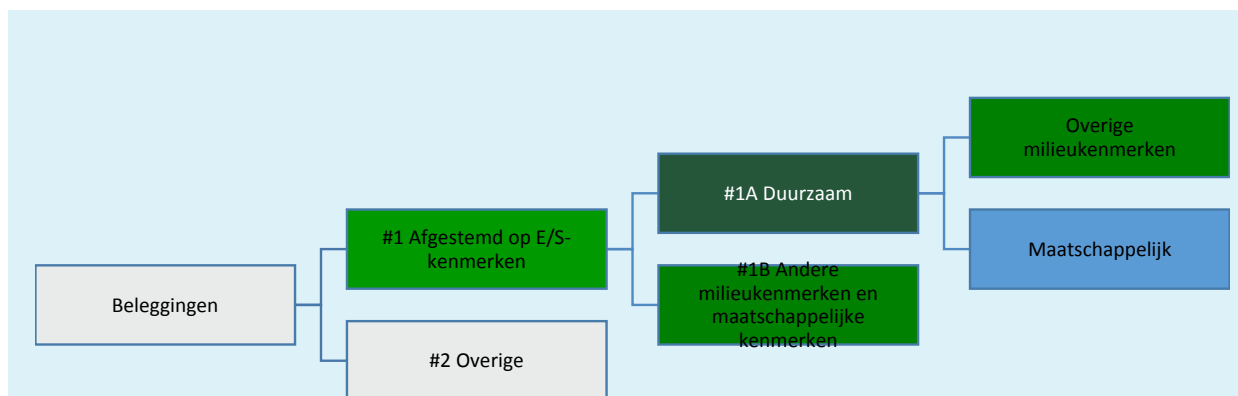 Beleggingen
#1 Afgestemd op E/S-
kenmerken
#2 Overige
#1A Duurzaam
#1B Andere
milieukenmerken en
maatschappelijke
kenmerken
Overige
milieukenmerken
Maatschappelijk